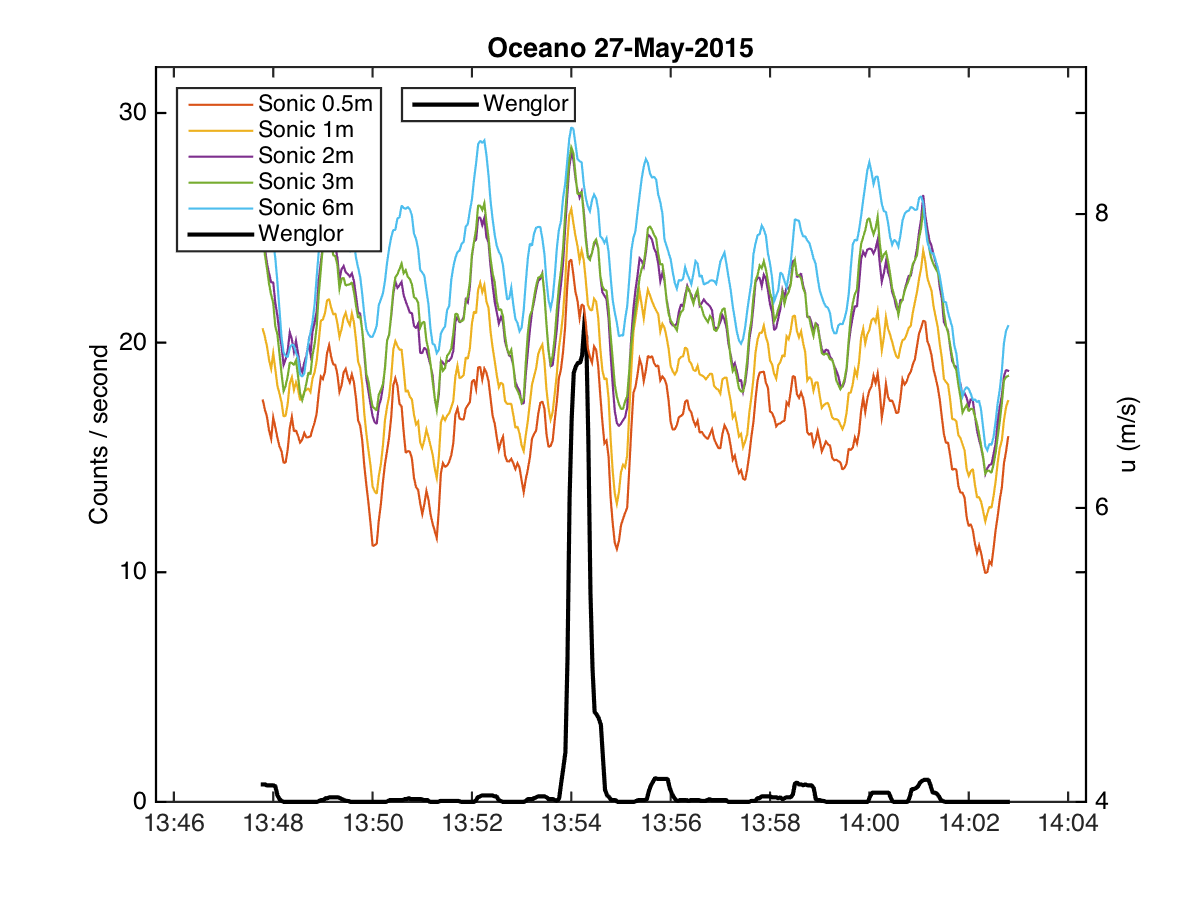 Oceano 27-May-2015
Sonic 0.5m
Sonic 1m
Sonic 2m
Sonic 3m
Sonic 6m
Wenglor
Wenglor
30
20
10
0
Counts / second
8
6
4
u (m/s)
13:46 13:48 13:50 13:52 13:54 13:56 13:58 14:00 14:02 14:04